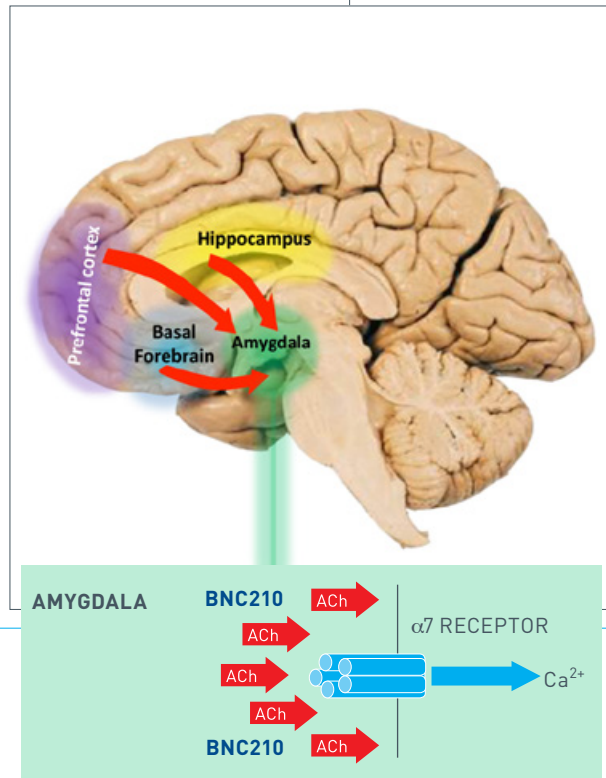 Prefrontal cortex
Hippocampus
Basal
Forebrain
Amygdala
AMYGDALA
BNC210
ACh
α7 RECEPTOR
ACh
ACh
Ca²⁺
ACh
BNC210
ACh